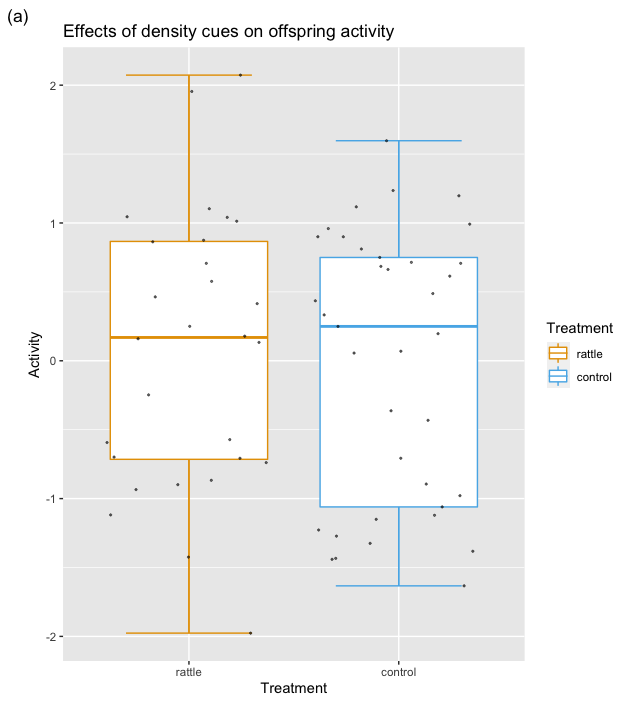 (a)
Effects of density cues on offspring activity
2
1
0
-1
-2
Activity
rattle
control
Treatment
Treatment
rattle
control